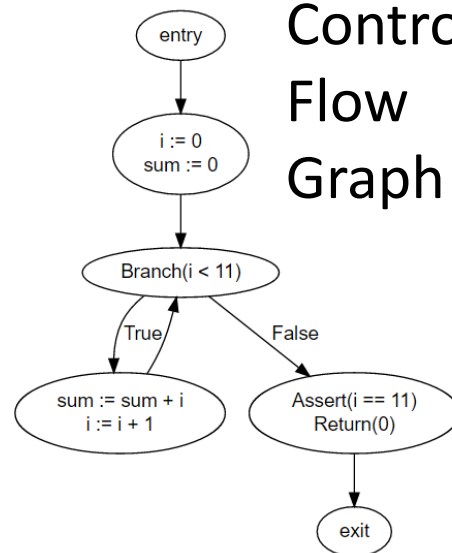 entry
Contro
Flow
Graph
i := 0
sum := 0
Branch(i < 11)
True
False
sum := sum + i
i := i + 1
Assert(i == 11)
Return(0)
exit